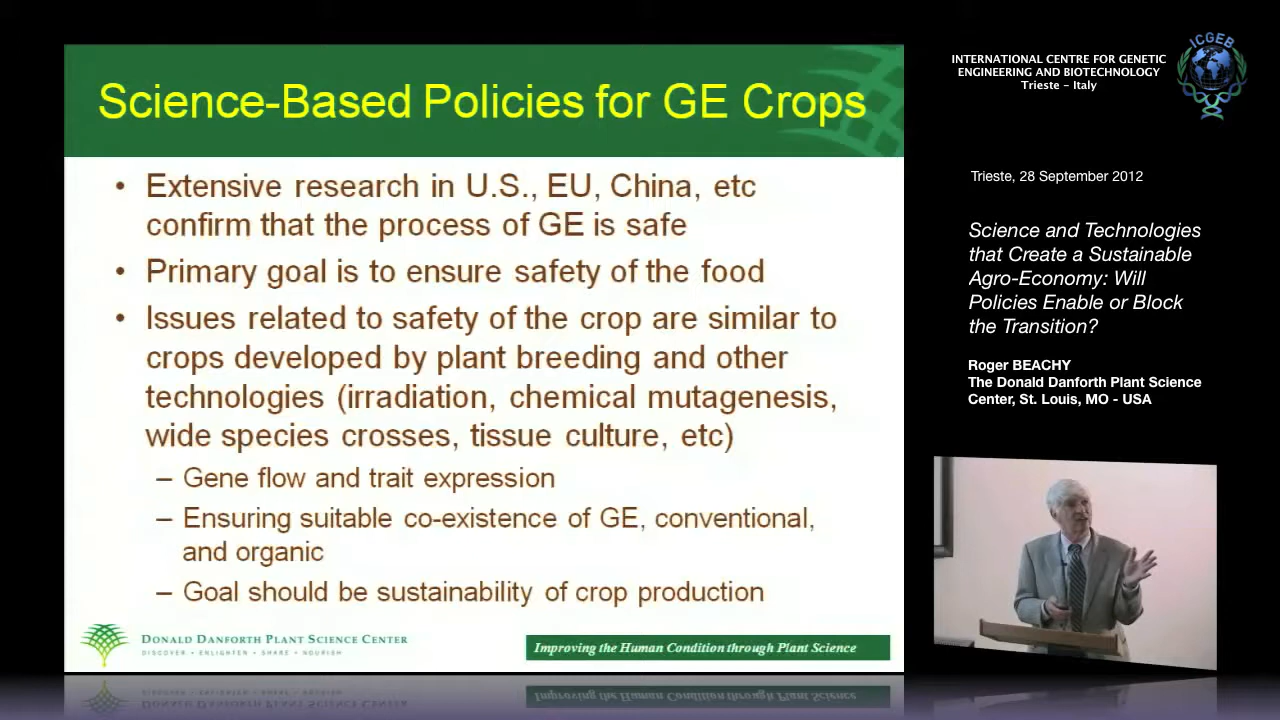 Science-Based Policies for GE Crops
• Extensive research in U.S., EU, China, etc
confirm that the process of GE is safe
• Primary goal is to ensure safety of the food
• Issues related to safety of the crop are similar to
crops developed by plant breeding and other
technologies (irradiation, chemical mutagenesis,
wide species crosses, tissue culture, etc)
– Gene flow and trait expression
– Ensuring suitable co-existence of GE, conventional,
and organic
– Goal should be sustainability of crop production
DONALD DANFORTH PLANT SCIENCE CENTER
DISCOVER • ENLIGHTEN • SHARE • NOURISH
Improving the Human Condition through Plant Science
INTERNATIONAL CENTRE FOR GENETIC
ENGINEERING AND BIOTECHNOLOGY
Trieste - Italy
ICGEB
Trieste, 28 September 2012
Science and Technologies
that Create a Sustainable
Agro-Economy: Will
Policies Enable or Block
the Transition?
Roger BEACHY
The Donald Danforth Plant Science
Center, St. Louis, MO - USA